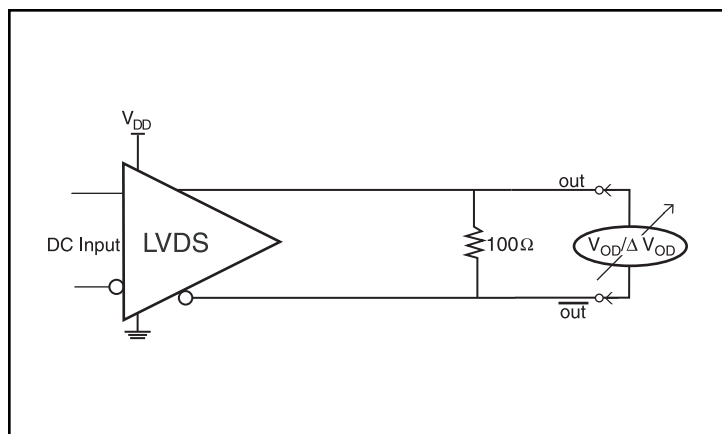 VDD
out
DC Input
LVDS
100Ω
VOD/Δ VOD
out